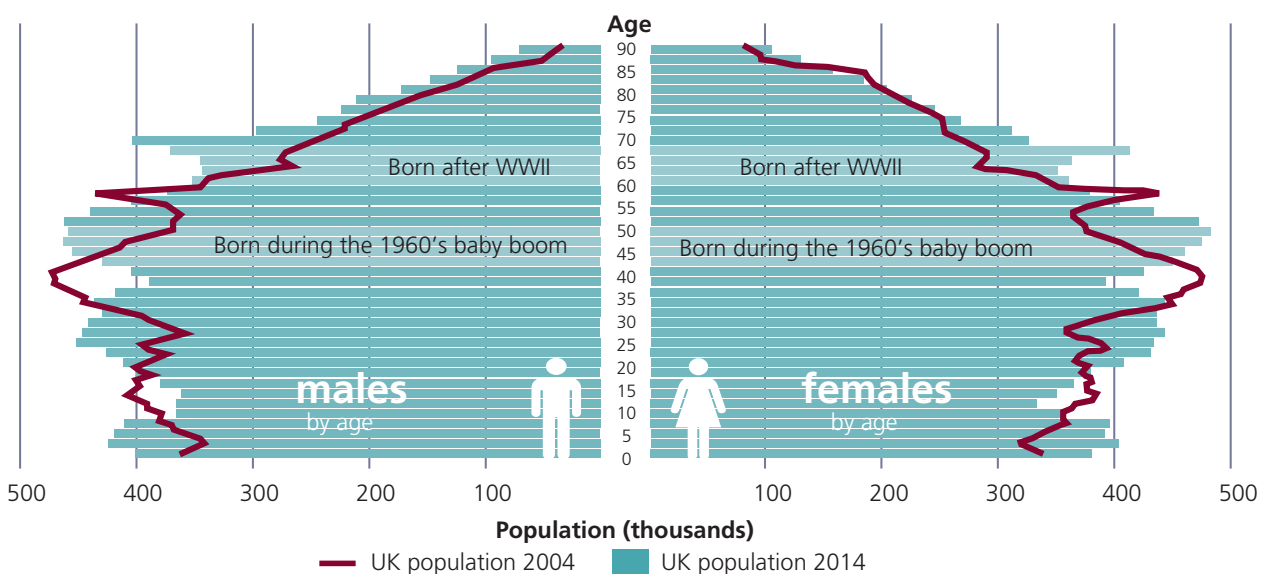 Age
90
85
80
75
70
65
60
55
50
45
40
35
30
25
20
15
10
5
0
Born after WWII
Born after WWII
Born during the 1960's baby boom
Born during the 1960's baby boom
males
by age
females
by age
500 400 300 200 100 100 200 300 400 500
Population (thousands)
UK population 2004 UK population 2014